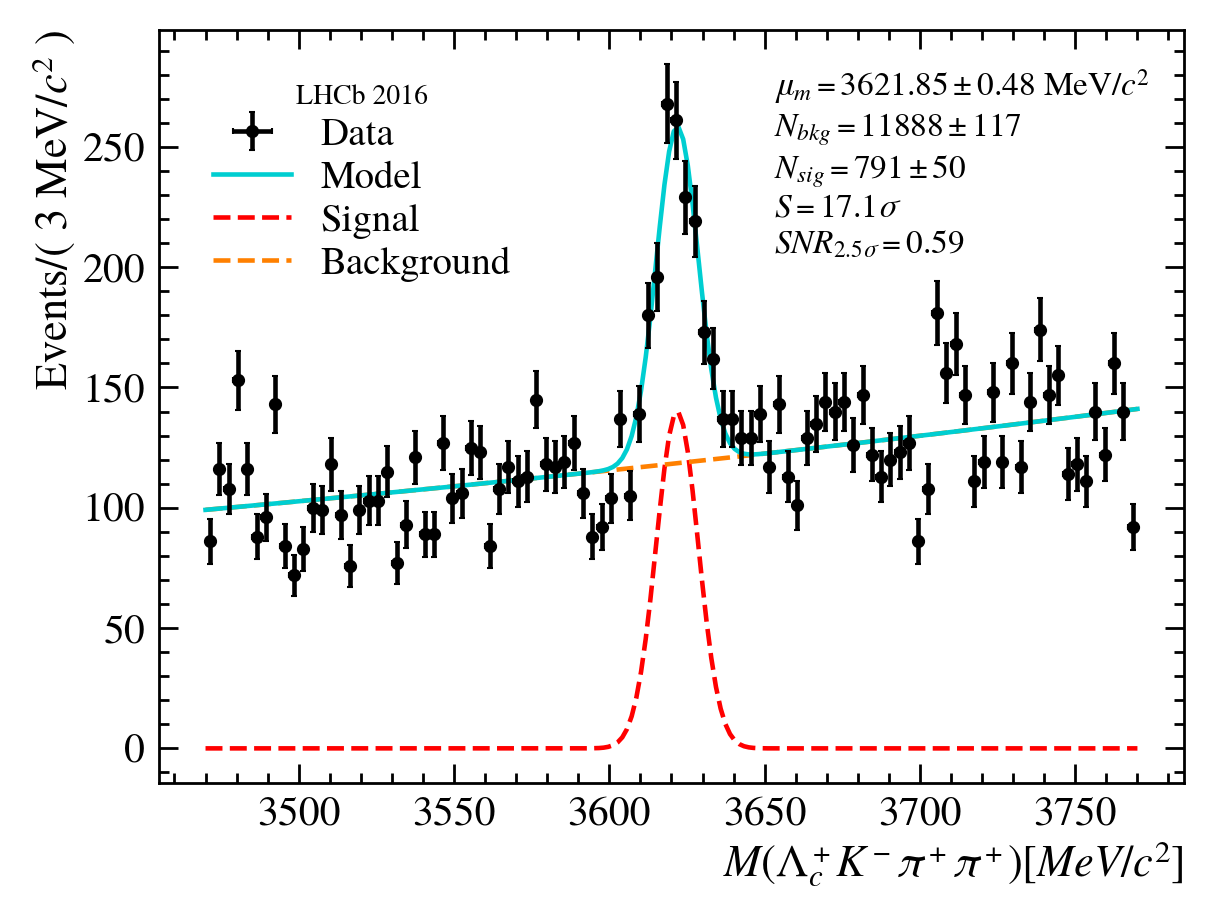 Events/( 3 MeV/c² )
LHCb 2016
Data
Model
Signal
Background
μ_m = 3621.85 ± 0.48 MeV/c²
N_bkg = 11888 ± 117
N_sig = 791 ± 50
S = 17.1σ
SNR_2.5σ = 0.59
250
200
150
100
50
0
3500 3550 3600 3650 3700 3750
M(Λ_c⁺K⁻π⁺π⁺)[MeV/c²]